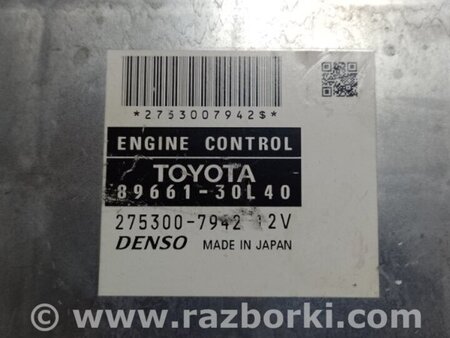 *2753007942$*
ENGINE CONTROL
TOYOTA
89661-30L40
275300-7942 12V
DENSO MADE IN JAPAN
© www.razborki.com